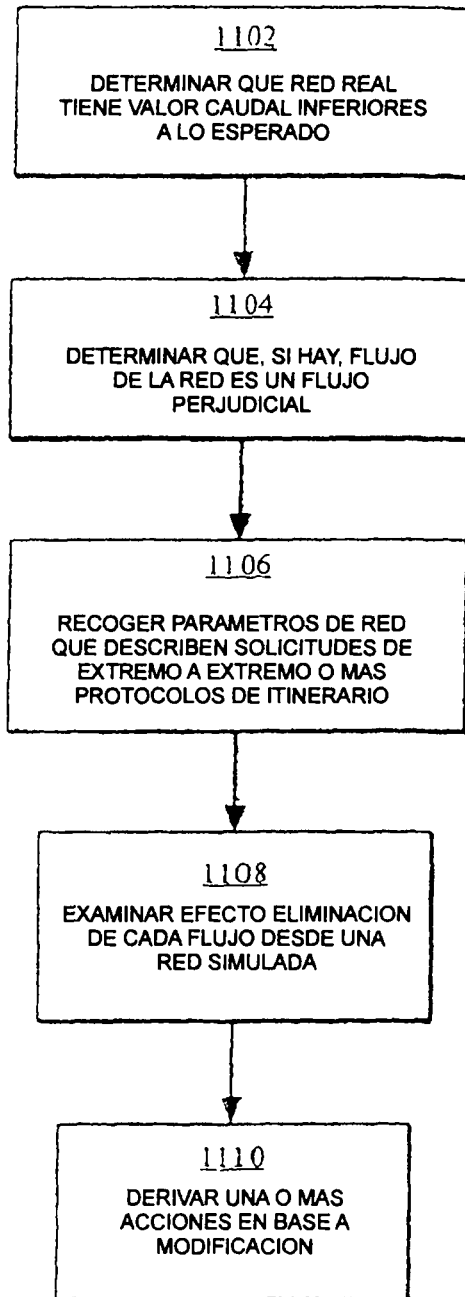 1102
DETERMINAR QUE RED REAL
TIENE VALOR CAUDAL INFERIORES
A LO ESPERADO
1104
DETERMINAR QUE, SI HAY, FLUJO
DE LA RED ES UN FLUJO
PERJUDICIAL
1106
RECOGER PARAMETROS DE RED
QUE DESCRIBEN SOLICITUDES DE
EXTREMO A EXTREMO O MAS
PROTOCOLOS DE ITINERARIO
1108
EXAMINAR EFECTO ELIMINACION
DE CADA FLUJO DESDE UNA
RED SIMULADA
1110
DERIVAR UNA O MAS
ACCIONES EN BASE A
MODIFICACION